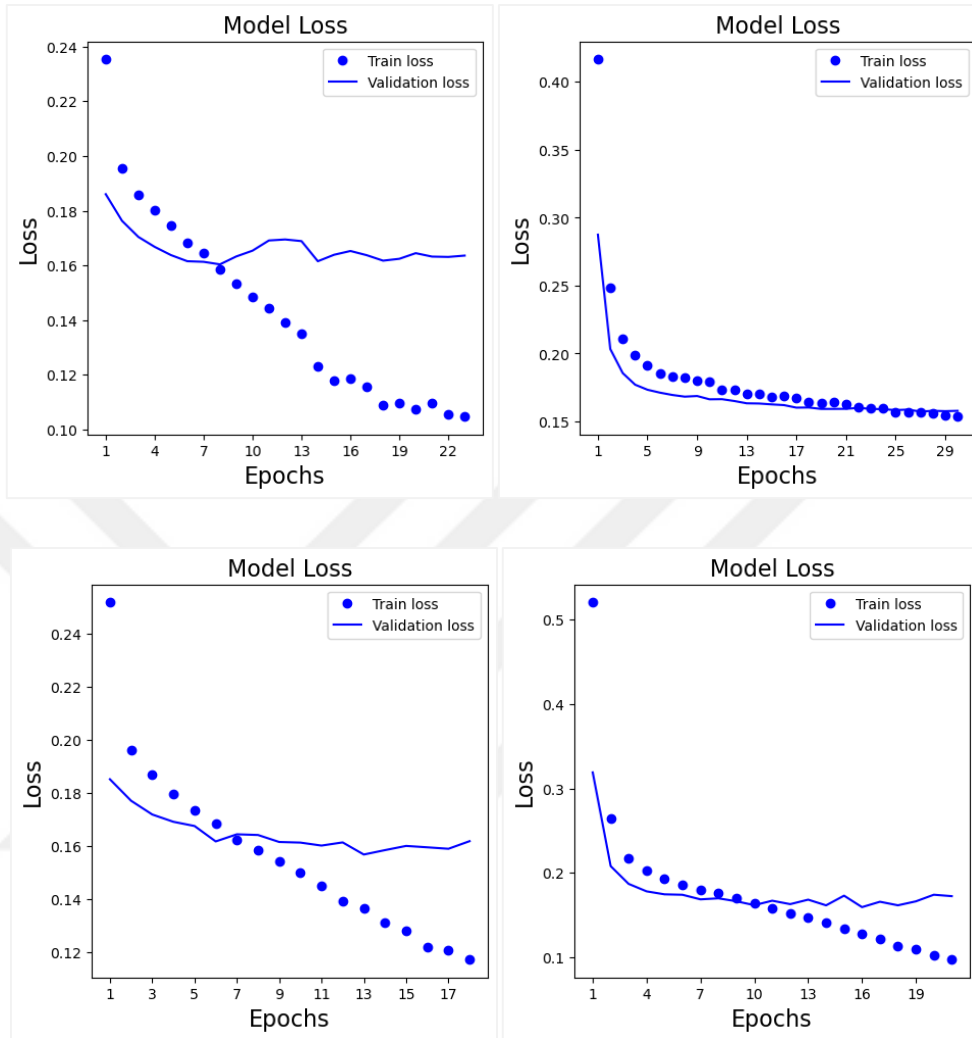 Model Loss
Train loss
Validation loss
0.24
0.22
0.20
0.18
0.16
0.14
0.12
0.10
Loss
1 4 7 10 13 16 19 22
Epochs
Model Loss
Train loss
Validation loss
0.40
0.35
0.30
0.25
0.20
0.15
Loss
1 5 9 13 17 21 25 29
Epochs
Model Loss
Train loss
Validation loss
0.24
0.22
0.20
0.18
0.16
0.14
0.12
Loss
1 3 5 7 9 11 13 15 17
Epochs
Model Loss
Train loss
Validation loss
0.5
0.4
0.3
0.2
0.1
Loss
1 4 7 10 13 16 19
Epochs